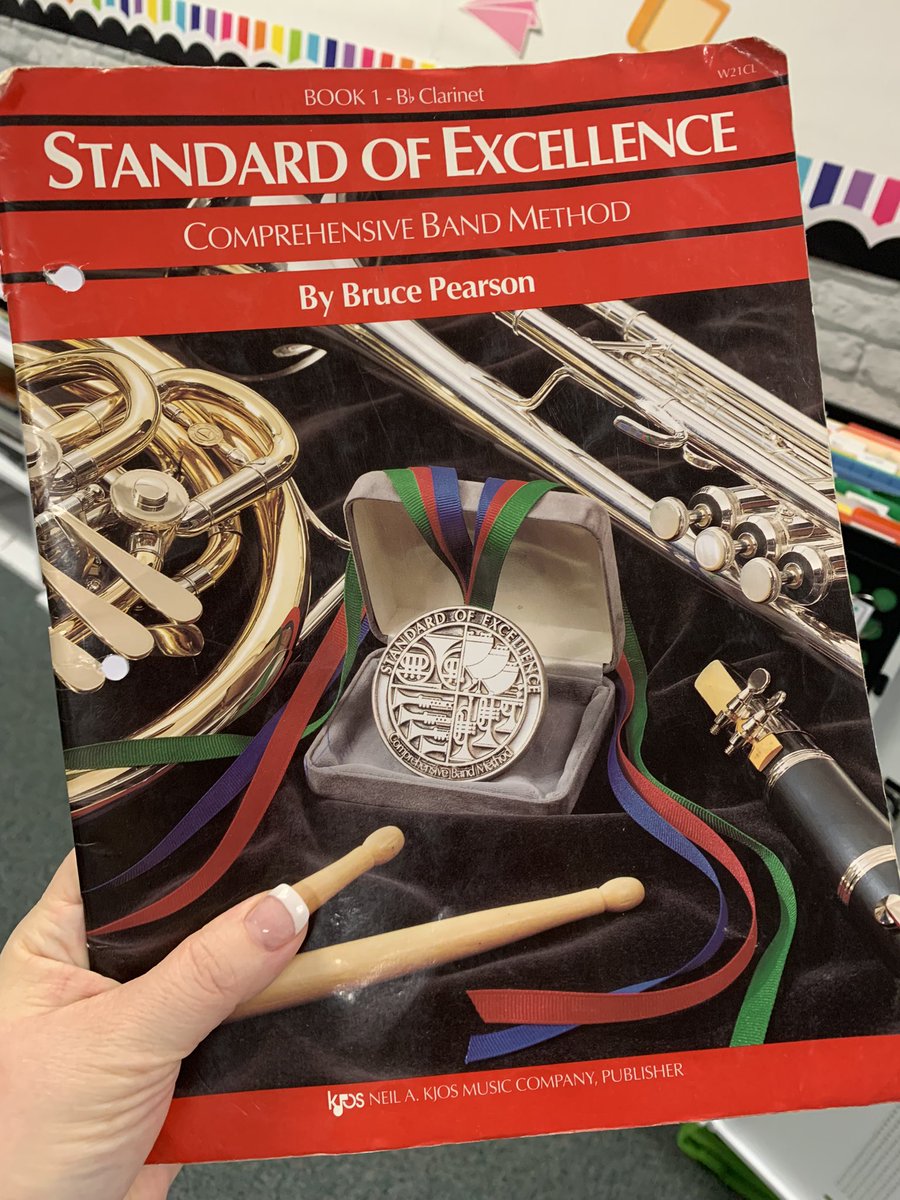 W21CL
BOOK 1 - B♭ Clarinet
STANDARD OF EXCELLENCE
COMPREHENSIVE BAND METHOD
By Bruce Pearson
STANDARD OF EXCELLENCE
Comprehensive Band Method
kjos NEIL A. KJOS MUSIC COMPANY, PUBLISHER